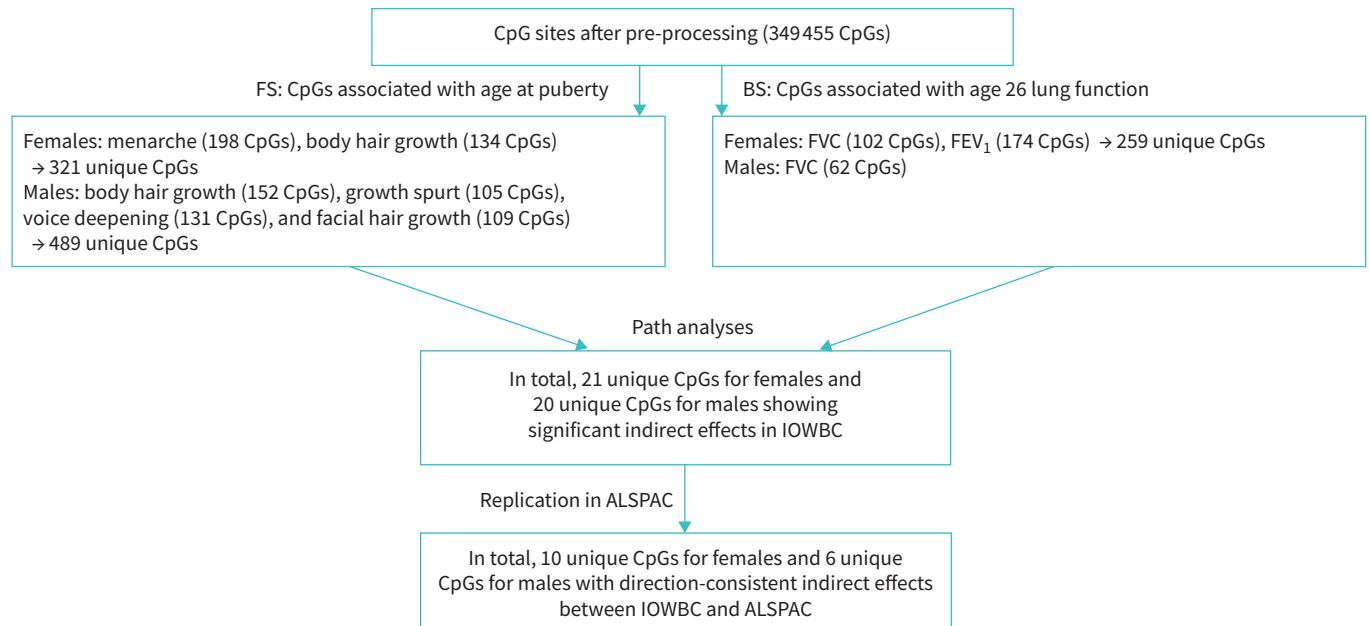 CpG sites after pre-processing (349 455 CpGs)
FS: CpGs associated with age at puberty
BS: CpGs associated with age 26 lung function
Females: menarche (198 CpGs), body hair growth (134 CpGs)
→ 321 unique CpGs
Males: body hair growth (152 CpGs), growth spurt (105 CpGs),
voice deepening (131 CpGs), and facial hair growth (109 CpGs)
→ 489 unique CpGs
Females: FVC (102 CpGs), FEV₁ (174 CpGs) → 259 unique CpGs
Males: FVC (62 CpGs)
Path analyses
In total, 21 unique CpGs for females and
20 unique CpGs for males showing
significant indirect effects in IOWBC
Replication in ALSPAC
In total, 10 unique CpGs for females and 6 unique
CpGs for males with direction-consistent indirect effects
between IOWBC and ALSPAC